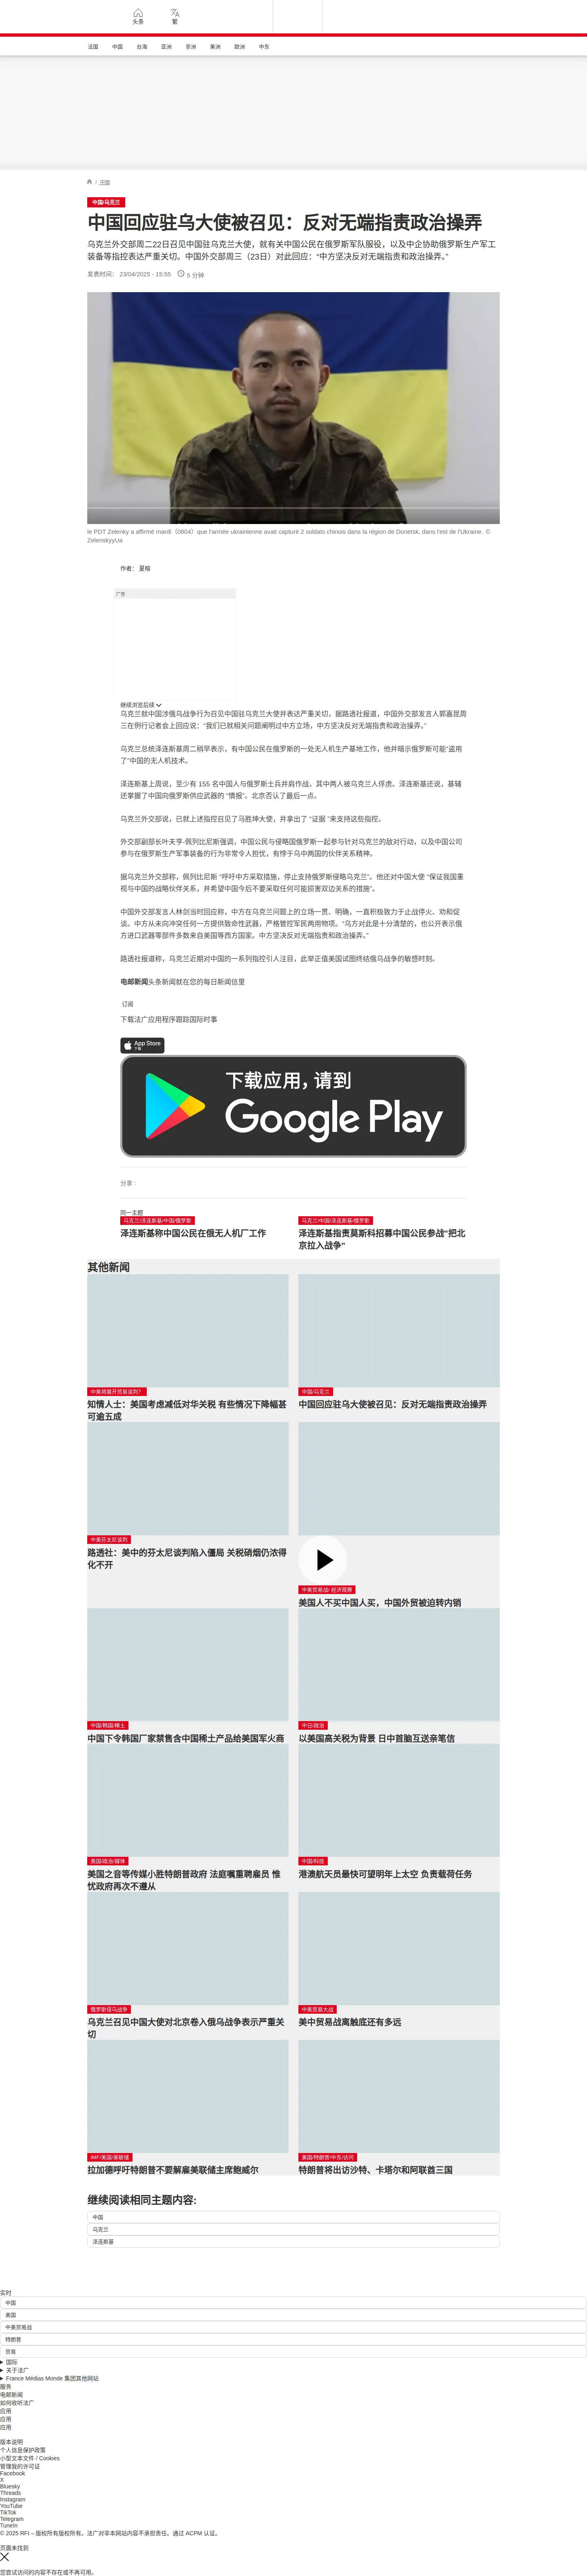 头条
繁
法国 中国 台海 亚洲 非洲 美洲 欧洲 中东
/ 中国
中国/乌克兰
中国回应驻乌大使被召见：反对无端指责政治操弄
乌克兰外交部周二22日召见中国驻乌克兰大使，就有关中国公民在俄罗斯军队服役，以及中企协助俄罗斯生产军工
装备等指控表达严重关切。中国外交部周三（23日）对此回应：“中方坚决反对无端指责和政治操弄。”
发表时间： 23/04/2025 - 15:55 5 分钟
le PDT Zelenky a affirmé mardi（0804）que l'armée ukrainienne avait capturé 2 soldats chinois dans la région de Donetsk, dans l'est de l'Ukraine. ©
ZelenskyyUa
作者： 夏榕
广告
继续浏览后续
乌克兰就中国涉俄乌战争行为召见中国驻乌克兰大使并表达严重关切，据路透社报道，中国外交部发言人郭嘉昆周
三在例行记者会上回应说：“我们已就相关问题阐明过中方立场，中方坚决反对无端指责和政治操弄。”
乌克兰总统泽连斯基周二稍早表示，有中国公民在俄罗斯的一处无人机生产基地工作，他并暗示俄罗斯可能“盗用
了”中国的无人机技术。
泽连斯基上周说，至少有 155 名中国人与俄罗斯士兵并肩作战，其中两人被乌克兰人俘虏。泽连斯基还说，基辅
还掌握了中国向俄罗斯供应武器的 “情报”。北京否认了最后一点。
乌克兰外交部说，已就上述指控召见了马胜坤大使，并拿出了 “证据 ”来支持这些指控。
外交部副部长叶夫亨·佩列比尼斯强调，中国公民与侵略国俄罗斯一起参与针对乌克兰的敌对行动，以及中国公司
参与在俄罗斯生产军事装备的行为非常令人担忧，有悖于乌中两国的伙伴关系精神。
据乌克兰外交部称，佩列比尼斯 “呼吁中方采取措施，停止支持俄罗斯侵略乌克兰”。他还对中国大使 “保证我国重
视与中国的战略伙伴关系，并希望中国今后不要采取任何可能损害双边关系的措施”。
中国外交部发言人林剑当时回应称，中方在乌克兰问题上的立场一贯、明确，一直积极致力于止战停火、劝和促
谈。中方从未向冲突任何一方提供致命性武器，严格管控军民两用物项。“乌方对此是十分清楚的，也公开表示俄
方进口武器零部件多数来自美国等西方国家。中方坚决反对无端指责和政治操弄。”
路透社报道称，乌克兰近期对中国的一系列指控引人注目，此举正值美国试图终结俄乌战争的敏感时刻。
电邮新闻头条新闻就在您的每日新闻信里
订阅
下载法广应用程序跟踪国际时事
App Store
下载
下载应用，请到
Google Play
分享 :
同一主题
乌克兰/泽连斯基/中国/俄罗斯
泽连斯基称中国公民在俄无人机厂工作
乌克兰/中国/泽连斯基/俄罗斯
泽连斯基指责莫斯科招募中国公民参战"把北
京拉入战争"
其他新闻
中美将展开贸易谈判?
知情人士：美国考虑减低对华关税 有些情况下降幅甚
可逾五成
中国/乌克兰
中国回应驻乌大使被召见：反对无端指责政治操弄
中美芬太尼谈判
路透社：美中的芬太尼谈判陷入僵局 关税硝烟仍浓得
化不开
中美贸易战/ 经济观察
美国人不买中国人买，中国外贸被迫转内销
中国/韩国/稀土
中国下令韩国厂家禁售含中国稀土产品给美国军火商
中日/政治
以美国高关税为背景 日中首脑互送亲笔信
美国/政治/媒体
美国之音等传媒小胜特朗普政府 法庭嘱重聘雇员 惟
忧政府再次不遵从
中国/科技
港澳航天员最快可望明年上太空 负责载荷任务
俄罗斯侵乌战争
乌克兰召见中国大使对北京卷入俄乌战争表示严重关
切
中美贸易大战
美中贸易战离触底还有多远
IMF/美国/美联储
拉加德呼吁特朗普不要解雇美联储主席鲍威尔
美国/特朗普/中东/访问
特朗普将出访沙特、卡塔尔和阿联酋三国
继续阅读相同主题内容:
中国
乌克兰
泽连斯基
实时
中国
美国
中美贸易战
特朗普
贸易
国际
关于法广
France Médias Monde 集团其他网站
服务
电邮新闻
如何收听法广
应用
应用
应用
版本说明
个人信息保护政策
小型文本文件 / Cookies
管理我的许可证
Facebook
X
Bluesky
Threads
Instagram
YouTube
TikTok
Telegram
TuneIn
© 2025 RFI – 版权所有版权所有。法广对非本网站内容不承担责任。通过 ACPM 认证。
页面未找到
您尝试访问的内容不存在或不再可用。